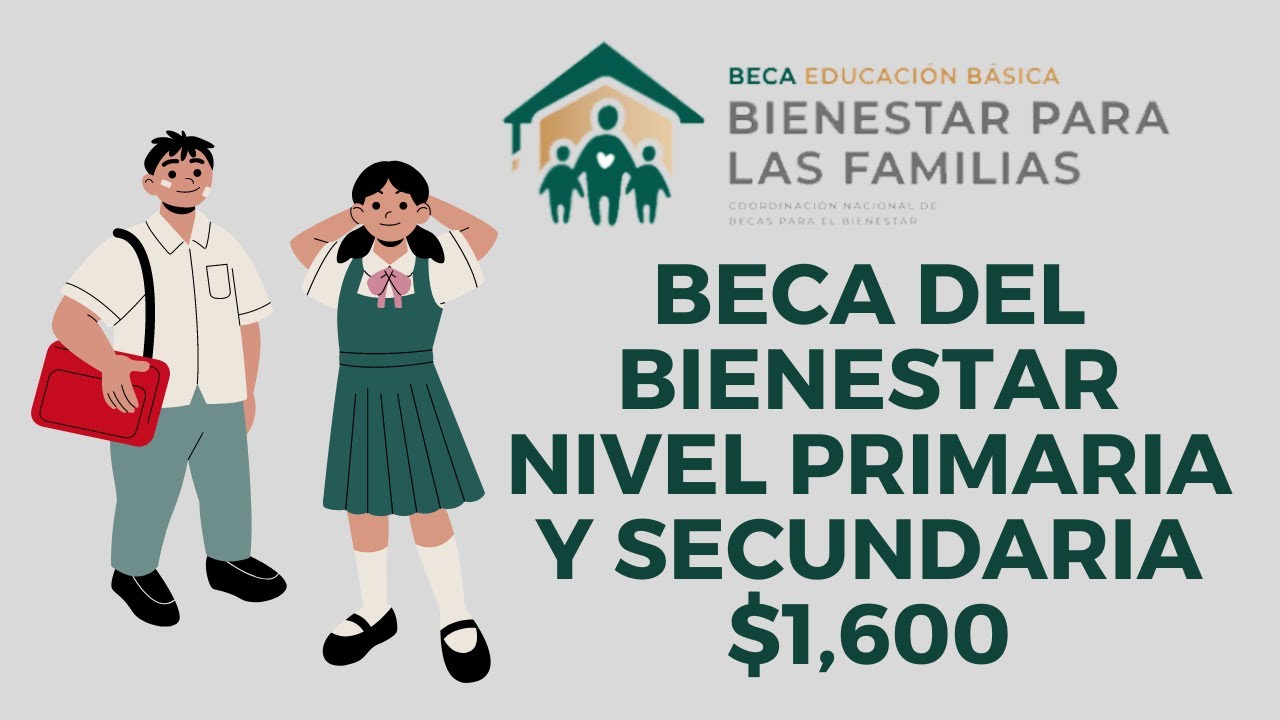 BECA EDUCACIÓN BÁSICA
BIENESTAR PARA
LAS FAMILIAS
COORDINACIÓN NACIONAL DE
BECAS PARA EL BIENESTAR
BECA DEL
BIENESTAR
NIVEL PRIMARIA
Y SECUNDARIA
$1,600